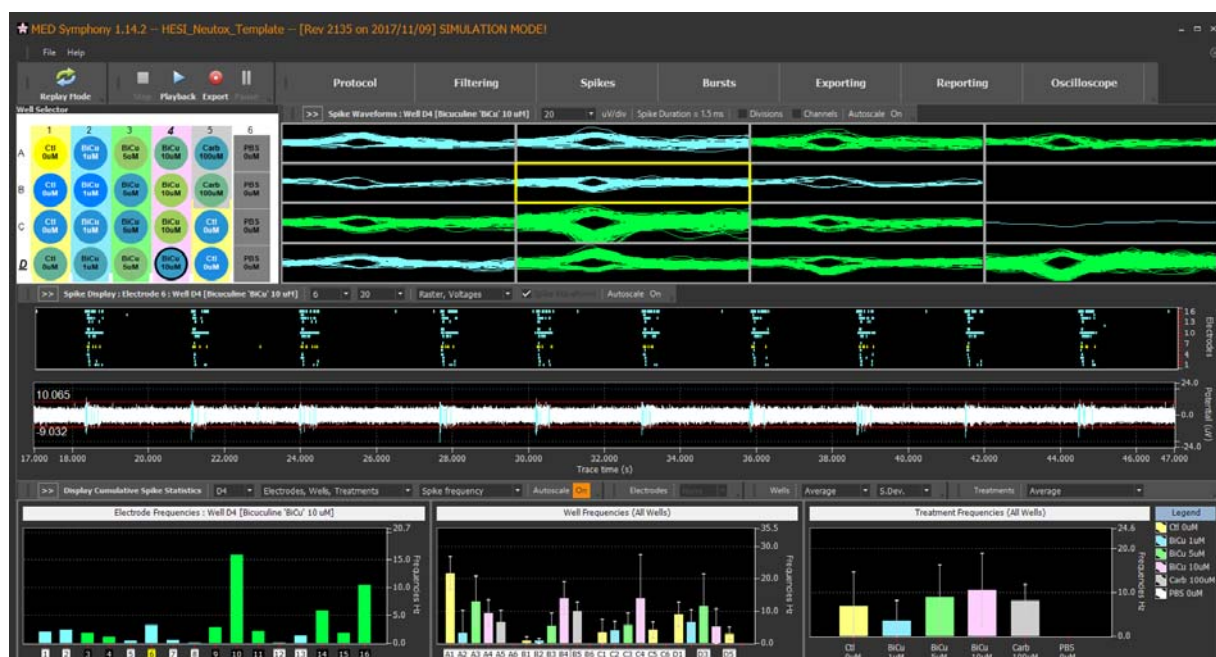 MED Symphony 1.14.2 -- HESI_Neutox_Template -- [Rev 2135 on 2017/11/09] SIMULATION MODE!
File Help
Replay Mode Stop Playback Export Pause Protocol Filtering Spikes Bursts Exporting Reporting Oscilloscope
Well Selector
>> Spike Waveforms : Well D4 [Bicuculine 'BiCu' 10 uM] 20 uV/div Spike Duration = 1.5 ms Divisions Channels Autoscale On
1 2 3 4 5 6
A Ctl 0uM BiCu 1uM BiCu 5uM BiCu 10uM Carb 100uM PBS 0uM
B Ctl 0uM BiCu 1uM BiCu 5uM BiCu 10uM Carb 100uM PBS 0uM
C Ctl 0uM BiCu 1uM BiCu 5uM BiCu 10uM Ctl 0uM PBS 0uM
D Ctl 0uM BiCu 1uM BiCu 5uM BiCu 10uM Ctl 0uM PBS 0uM
>> Spike Display : Electrode 6 : Well D4 [Bicuculine 'BiCu' 10 uM] 6 20 Raster, Voltages Spike Waveforms Autoscale On
16
13
10
7
4
1
Electrodes
10.065
-9.032
24.0
0.0
-24.0
Potential (uV)
17.000 18.000 20.000 22.000 24.000 26.000 28.000 30.000 32.000 34.000 36.000 38.000 40.000 42.000 44.000 46.000 47.000
Trace time (s)
>> Display Cumulative Spike Statistics D4 Electrodes, Wells, Treatments Spike frequency Autoscale On Electrodes Wells Average S.Dev. Treatments Average
Electrode Frequencies : Well D4 [Bicuculine 'BiCu' 10 uM]
20.7
15.0
10.0
5.0
0.0
Frequencies Hz
1 2 3 4 5 6 7 8 9 10 11 12 13 14 15 16
Well Frequencies (All Wells)
35.5
30.0
20.0
10.0
0.0
Frequencies Hz
A1 A2 A3 A4 A5 A6 B1 B2 B3 B4 B5 B6 C1 C2 C3 C4 C5 C6 D1 D3 D5
Treatment Frequencies (All Wells)
24.6
20.0
10.0
0.0
Frequencies Hz
Ctl 0uM BiCu 1uM BiCu 5uM BiCu 10uM Carb 100uM PBS 0uM
Legend
Ctl 0uM
BiCu 1uM
BiCu 5uM
BiCu 10uM
Carb 100uM
PBS 0uM